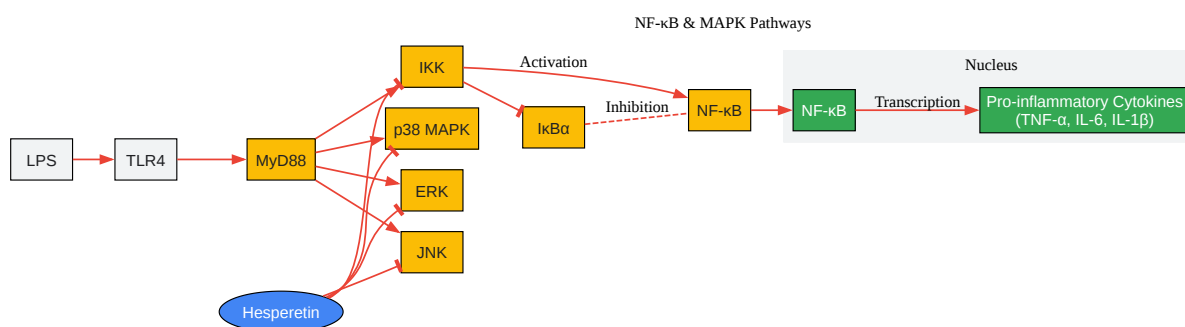 NF-κB & MAPK Pathways
Nucleus
IKK
Activation
p38 MAPK
IκBα
Inhibition
NF-κB
NF-κB
Transcription
Pro-inflammatory Cytokines
(TNF-α, IL-6, IL-1β)
LPS
TLR4
MyD88
ERK
JNK
Hesperetin